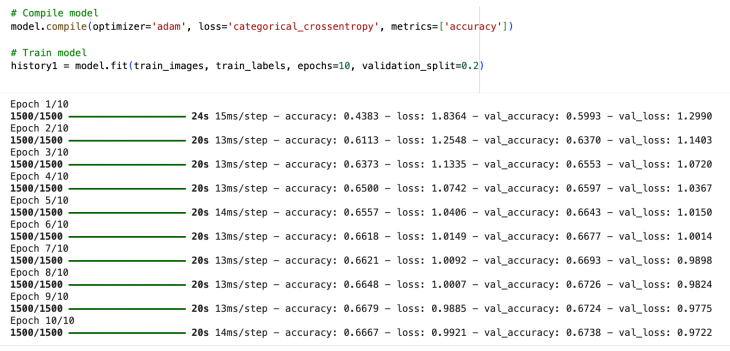 # Compile model
model.compile(optimizer='adam', loss='categorical_crossentropy', metrics=['accuracy'])
# Train model
history1 = model.fit(train_images, train_labels, epochs=10, validation_split=0.2)
Epoch 1/10
1500/1500 ━━━━━━━━━━━━━━━━━━━━ 24s 15ms/step - accuracy: 0.4383 - loss: 1.8364 - val_accuracy: 0.5993 - val_loss: 1.2990
Epoch 2/10
1500/1500 ━━━━━━━━━━━━━━━━━━━━ 20s 13ms/step - accuracy: 0.6113 - loss: 1.2548 - val_accuracy: 0.6370 - val_loss: 1.1403
Epoch 3/10
1500/1500 ━━━━━━━━━━━━━━━━━━━━ 20s 13ms/step - accuracy: 0.6373 - loss: 1.1335 - val_accuracy: 0.6553 - val_loss: 1.0720
Epoch 4/10
1500/1500 ━━━━━━━━━━━━━━━━━━━━ 20s 13ms/step - accuracy: 0.6500 - loss: 1.0742 - val_accuracy: 0.6597 - val_loss: 1.0367
Epoch 5/10
1500/1500 ━━━━━━━━━━━━━━━━━━━━ 20s 14ms/step - accuracy: 0.6557 - loss: 1.0406 - val_accuracy: 0.6643 - val_loss: 1.0150
Epoch 6/10
1500/1500 ━━━━━━━━━━━━━━━━━━━━ 20s 13ms/step - accuracy: 0.6618 - loss: 1.0149 - val_accuracy: 0.6677 - val_loss: 1.0014
Epoch 7/10
1500/1500 ━━━━━━━━━━━━━━━━━━━━ 20s 13ms/step - accuracy: 0.6621 - loss: 1.0092 - val_accuracy: 0.6693 - val_loss: 0.9898
Epoch 8/10
1500/1500 ━━━━━━━━━━━━━━━━━━━━ 20s 13ms/step - accuracy: 0.6648 - loss: 1.0007 - val_accuracy: 0.6726 - val_loss: 0.9824
Epoch 9/10
1500/1500 ━━━━━━━━━━━━━━━━━━━━ 20s 13ms/step - accuracy: 0.6679 - loss: 0.9885 - val_accuracy: 0.6724 - val_loss: 0.9775
Epoch 10/10
1500/1500 ━━━━━━━━━━━━━━━━━━━━ 20s 14ms/step - accuracy: 0.6667 - loss: 0.9921 - val_accuracy: 0.6738 - val_loss: 0.9722